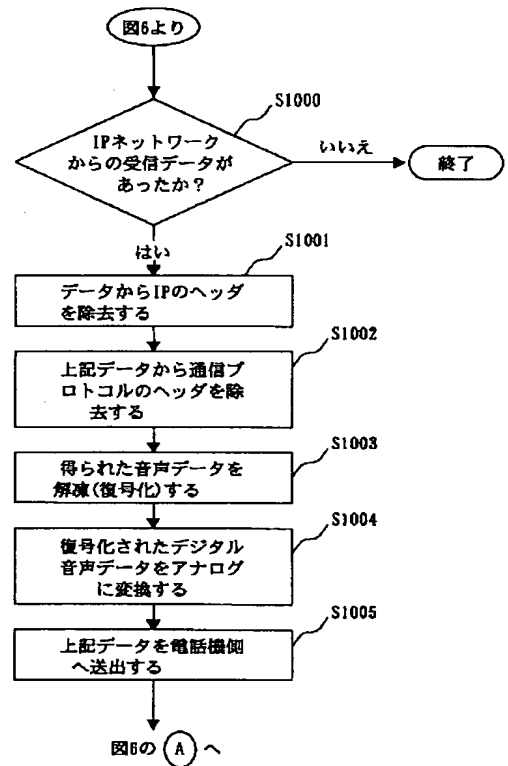 図6より
S1000
IPネットワーク
からの受信データが
あったか?
いいえ
終了
はい
S1001
データからIPのヘッダ
を除去する
S1002
上記データから通信プ
ロトコルのヘッダを除
去する
S1003
得られた音声データを
解凍(復号化)する
S1004
復号化されたデジタル
音声データをアナログ
に変換する
S1005
上記データを電話機側
へ送出する
図6の A へ